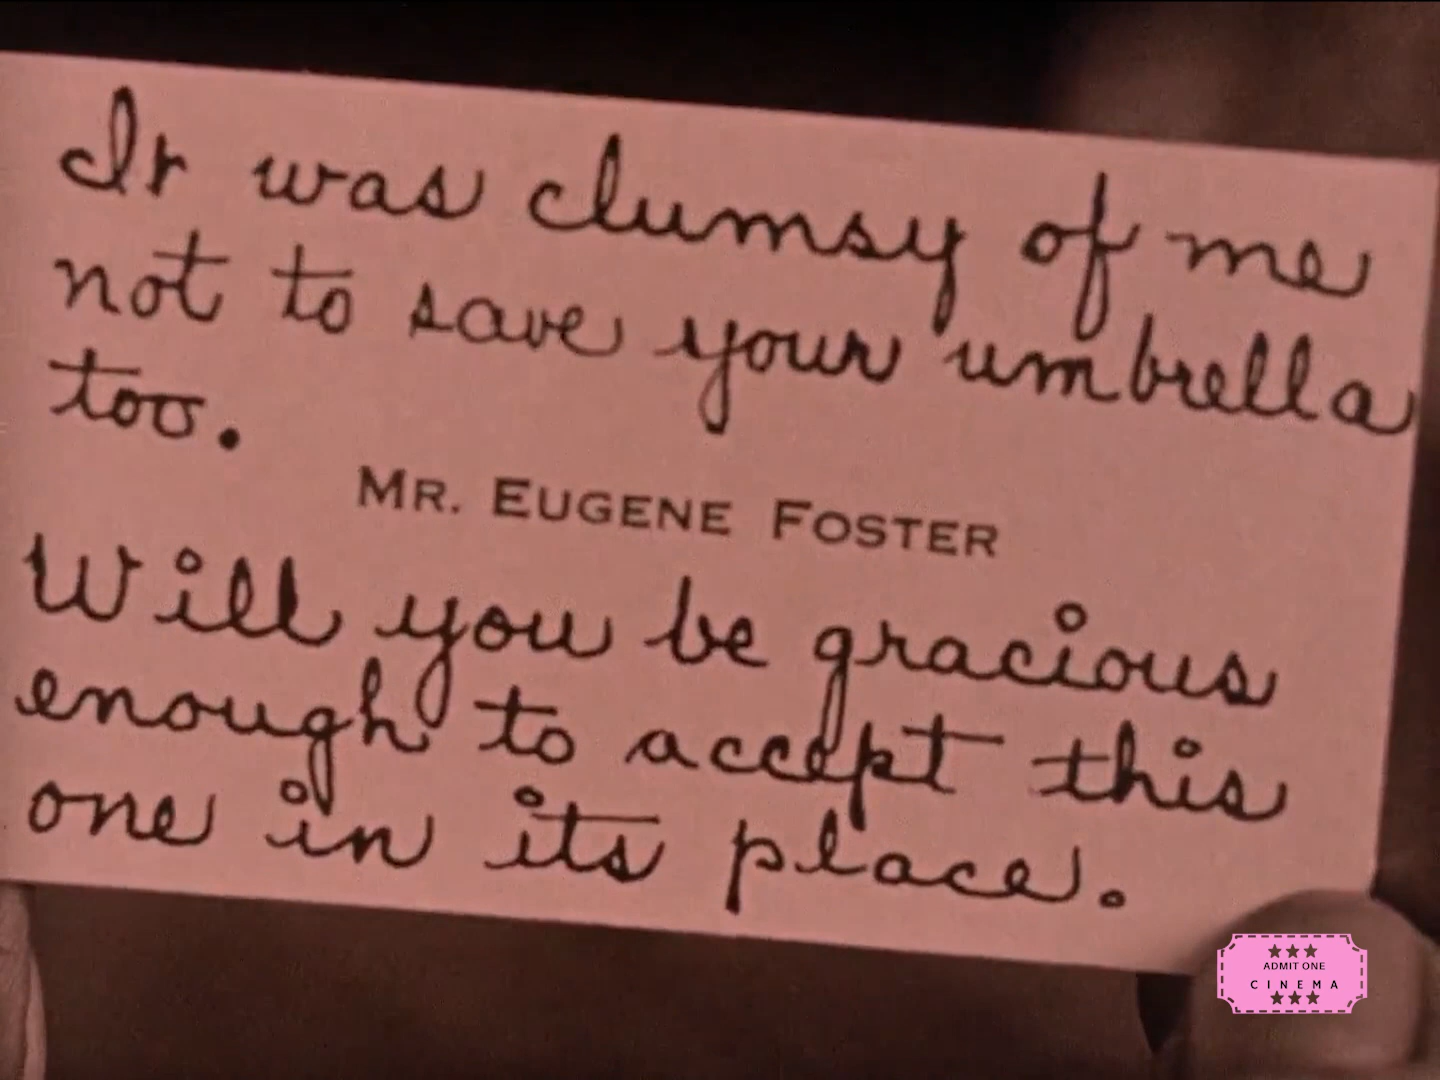 It was clumsy of me
not to save your umbrella
too.
MR. EUGENE FOSTER
Will you be gracious
enough to accept this
one in its place.
ADMIT ONE
CINEMA